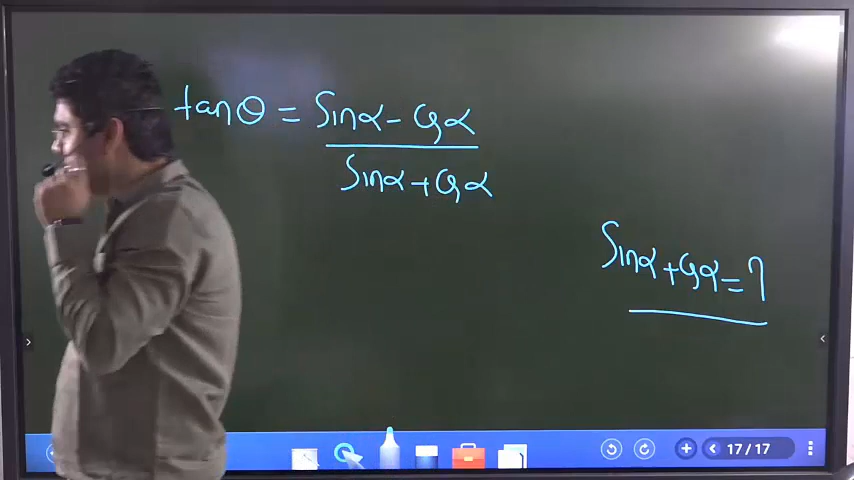 tanθ = Sinα - Cosα
Sinα + Cosα
Sinα + Cosα = ?
17/17